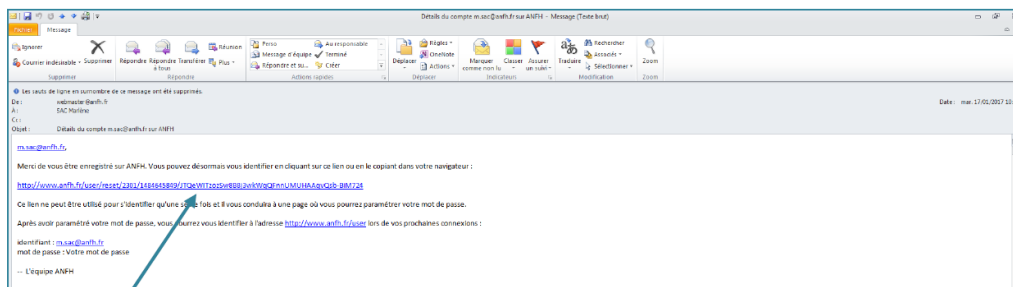 Détails du compte m.sac@anfh.fr sur ANFH - Message (Texte brut)
Fichier Message
Ignorer
Courrier indésirable Supprimer
Répondre Répondre à tous Transférer Réunion Plus
Perso Au responsable
Message d'équipe Terminé
Répondre et su... Créer
Déplacer Règles OneNote Actions
Marquer comme non lu Classer Assurer un suivi
Traduire Rechercher Associés Sélectionner
Zoom
Supprimer Répondre Actions rapides Déplacer Indicateurs Modification Zoom
Les sauts de ligne en surnombre de ce message ont été supprimés.
De : webmaster@anfh.fr Date : mar. 17/01/2017 10
À : SAC Marlène
Cc :
Objet : Détails du compte m.sac@anfh.fr sur ANFH
m.sac@anfh.fr,
Merci de vous être enregistré sur ANFH. Vous pouvez désormais vous identifier en cliquant sur ce lien ou en le copiant dans votre navigateur :
Ce lien ne peut être utilisé pour s'identifier qu'une seule fois et il vous conduira à une page où vous pourrez paramétrer votre mot de passe.
Après avoir paramétré votre mot de passe, vous pourrez vous identifier à l'adresse http://www.anfh.fr/user lors de vos prochaines connexions :
identifiant : m.sac@anfh.fr
mot de passe : Votre mot de passe
-- L'équipe ANFH